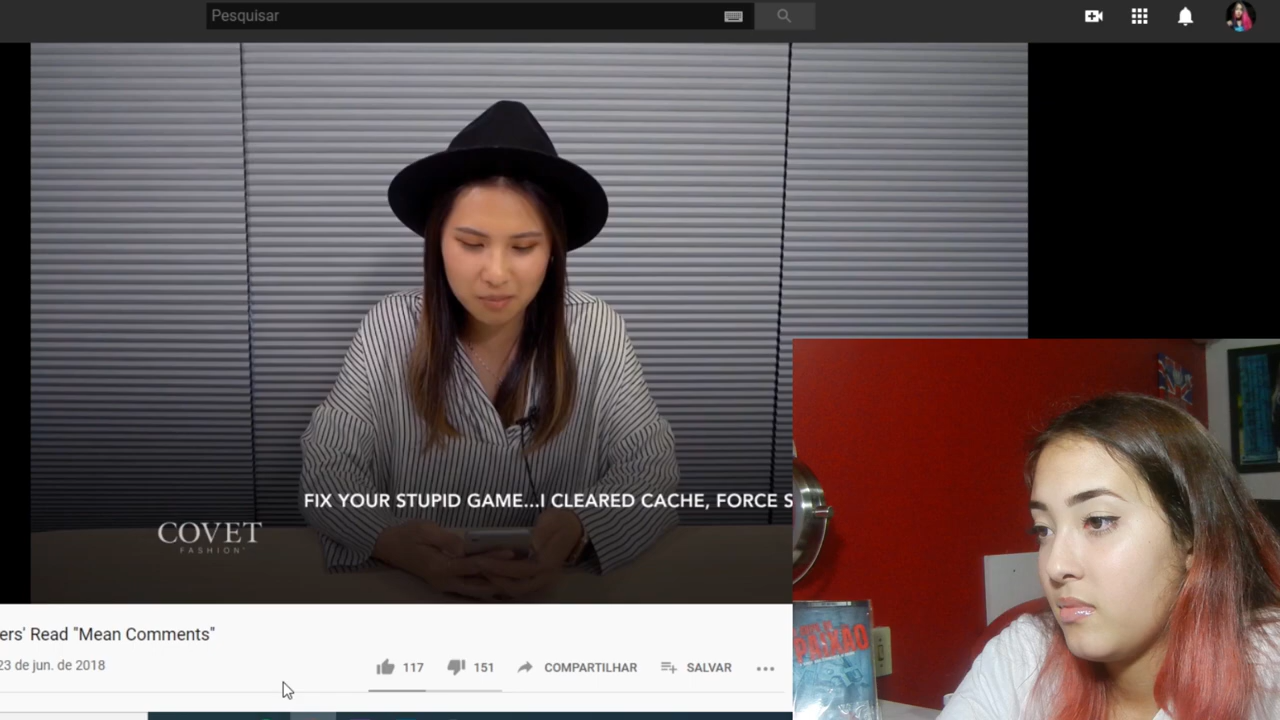 Pesquisar
FIX YOUR STUPID GAME...I CLEARED CACHE, FORCE S
COVET
FASHION
ers' Read "Mean Comments"
23 de jun. de 2018
117
151
COMPARTILHAR
SALVAR
PAIXÃO